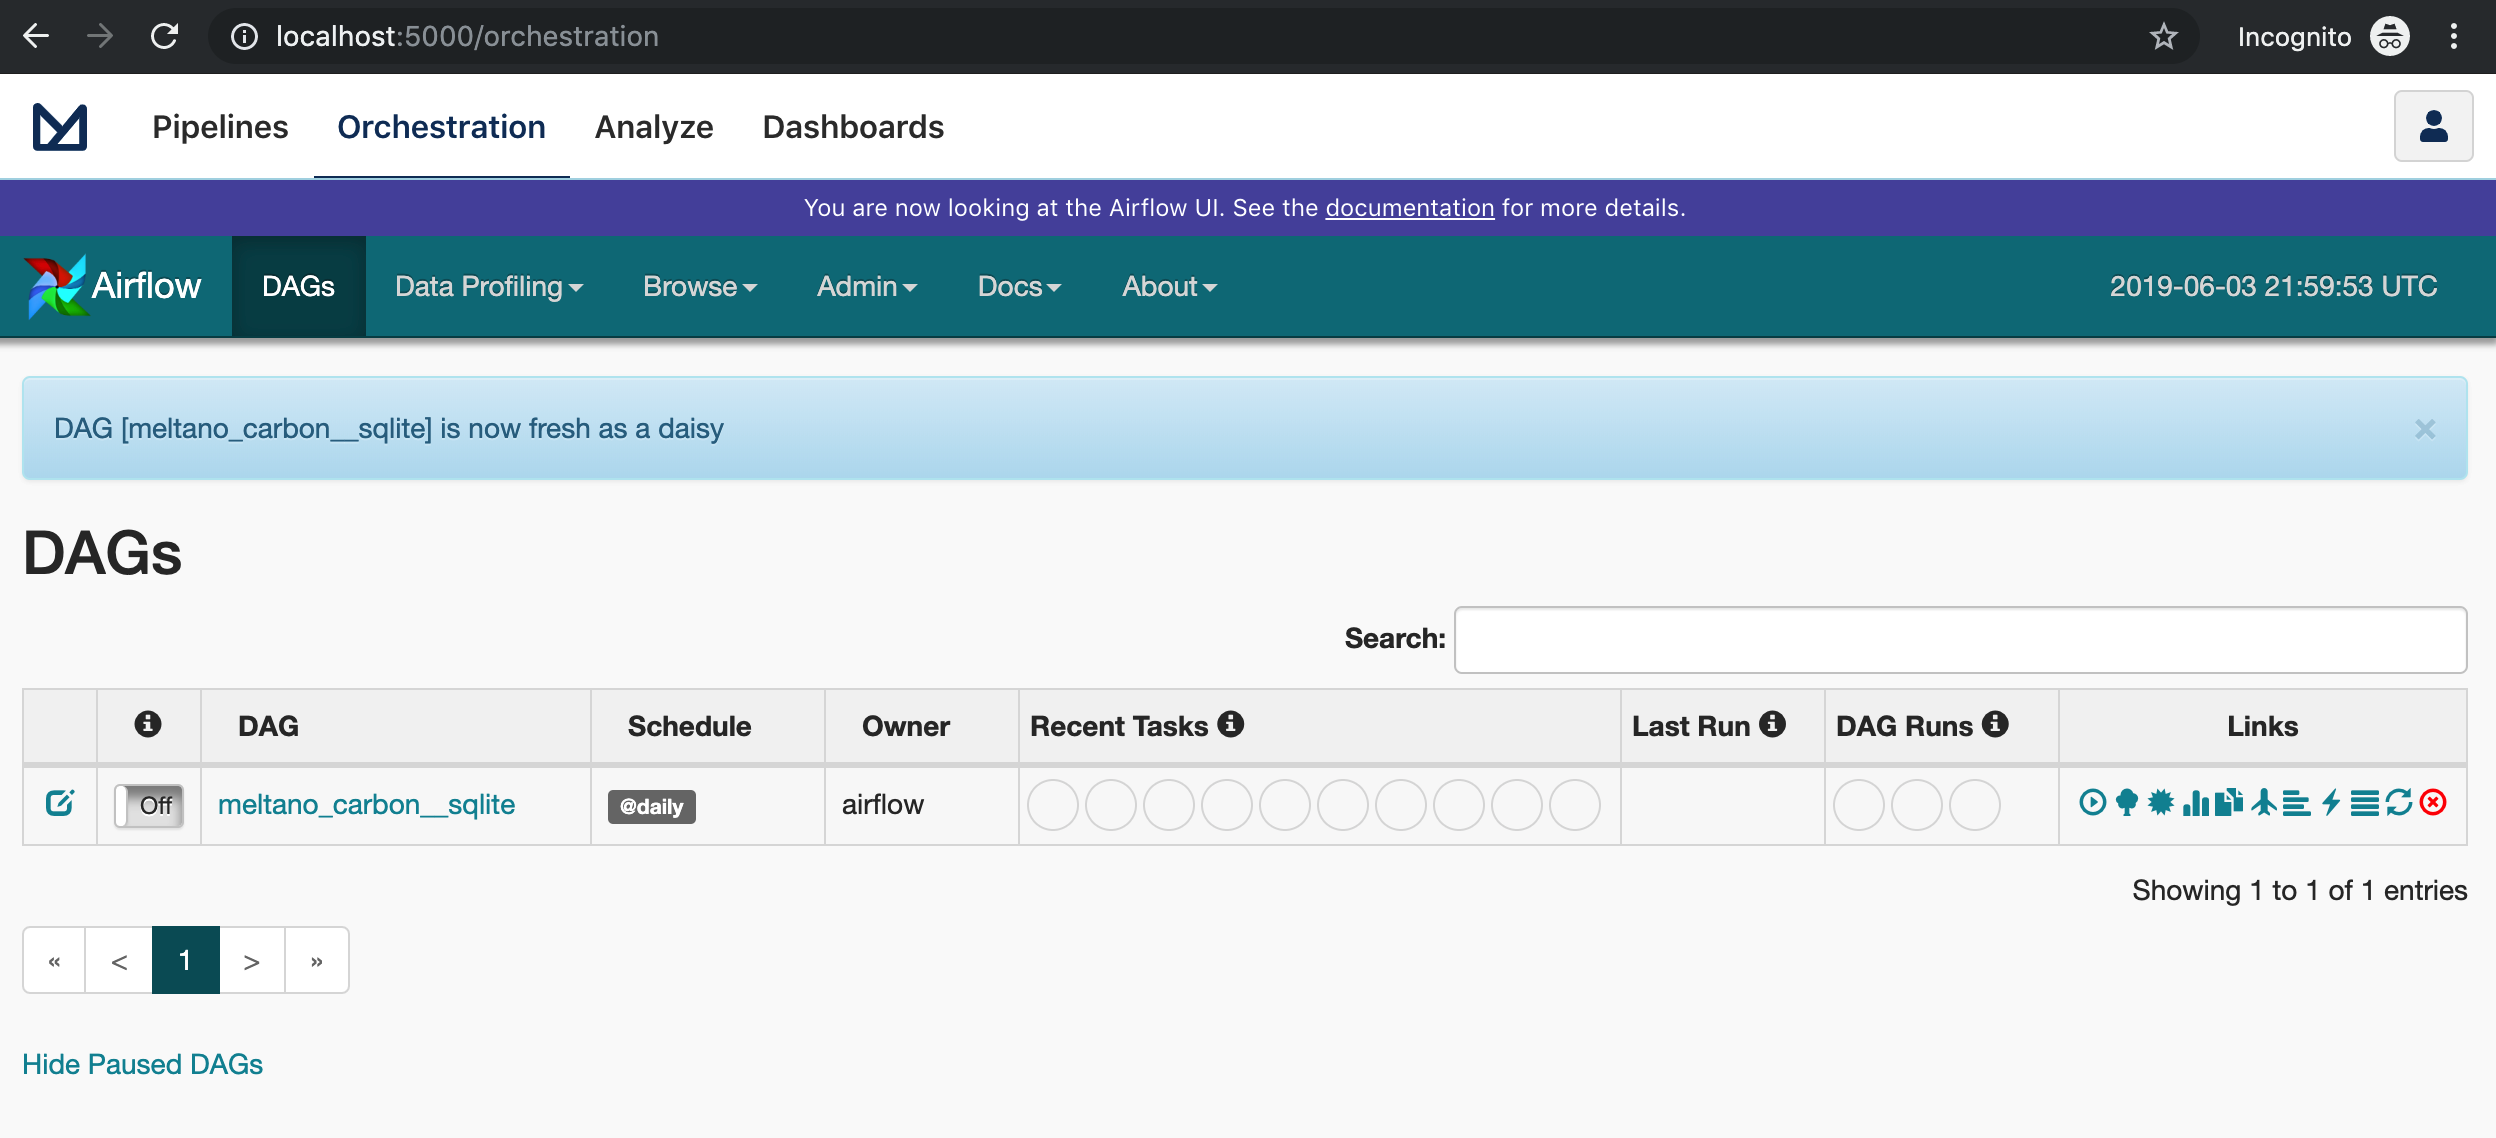 localhost:5000/orchestration
Incognito
Pipelines Orchestration Analyze Dashboards
You are now looking at the Airflow UI. See the documentation for more details.
Airflow DAGs Data Profiling Browse Admin Docs About 2019-06-03 21:59:53 UTC
DAG [meltano_carbon__sqlite] is now fresh as a daisy ×
DAGs
Search:
DAG Schedule Owner Recent Tasks Last Run DAG Runs Links
Off meltano_carbon__sqlite @daily airflow
Showing 1 to 1 of 1 entries
« < 1 > »
Hide Paused DAGs